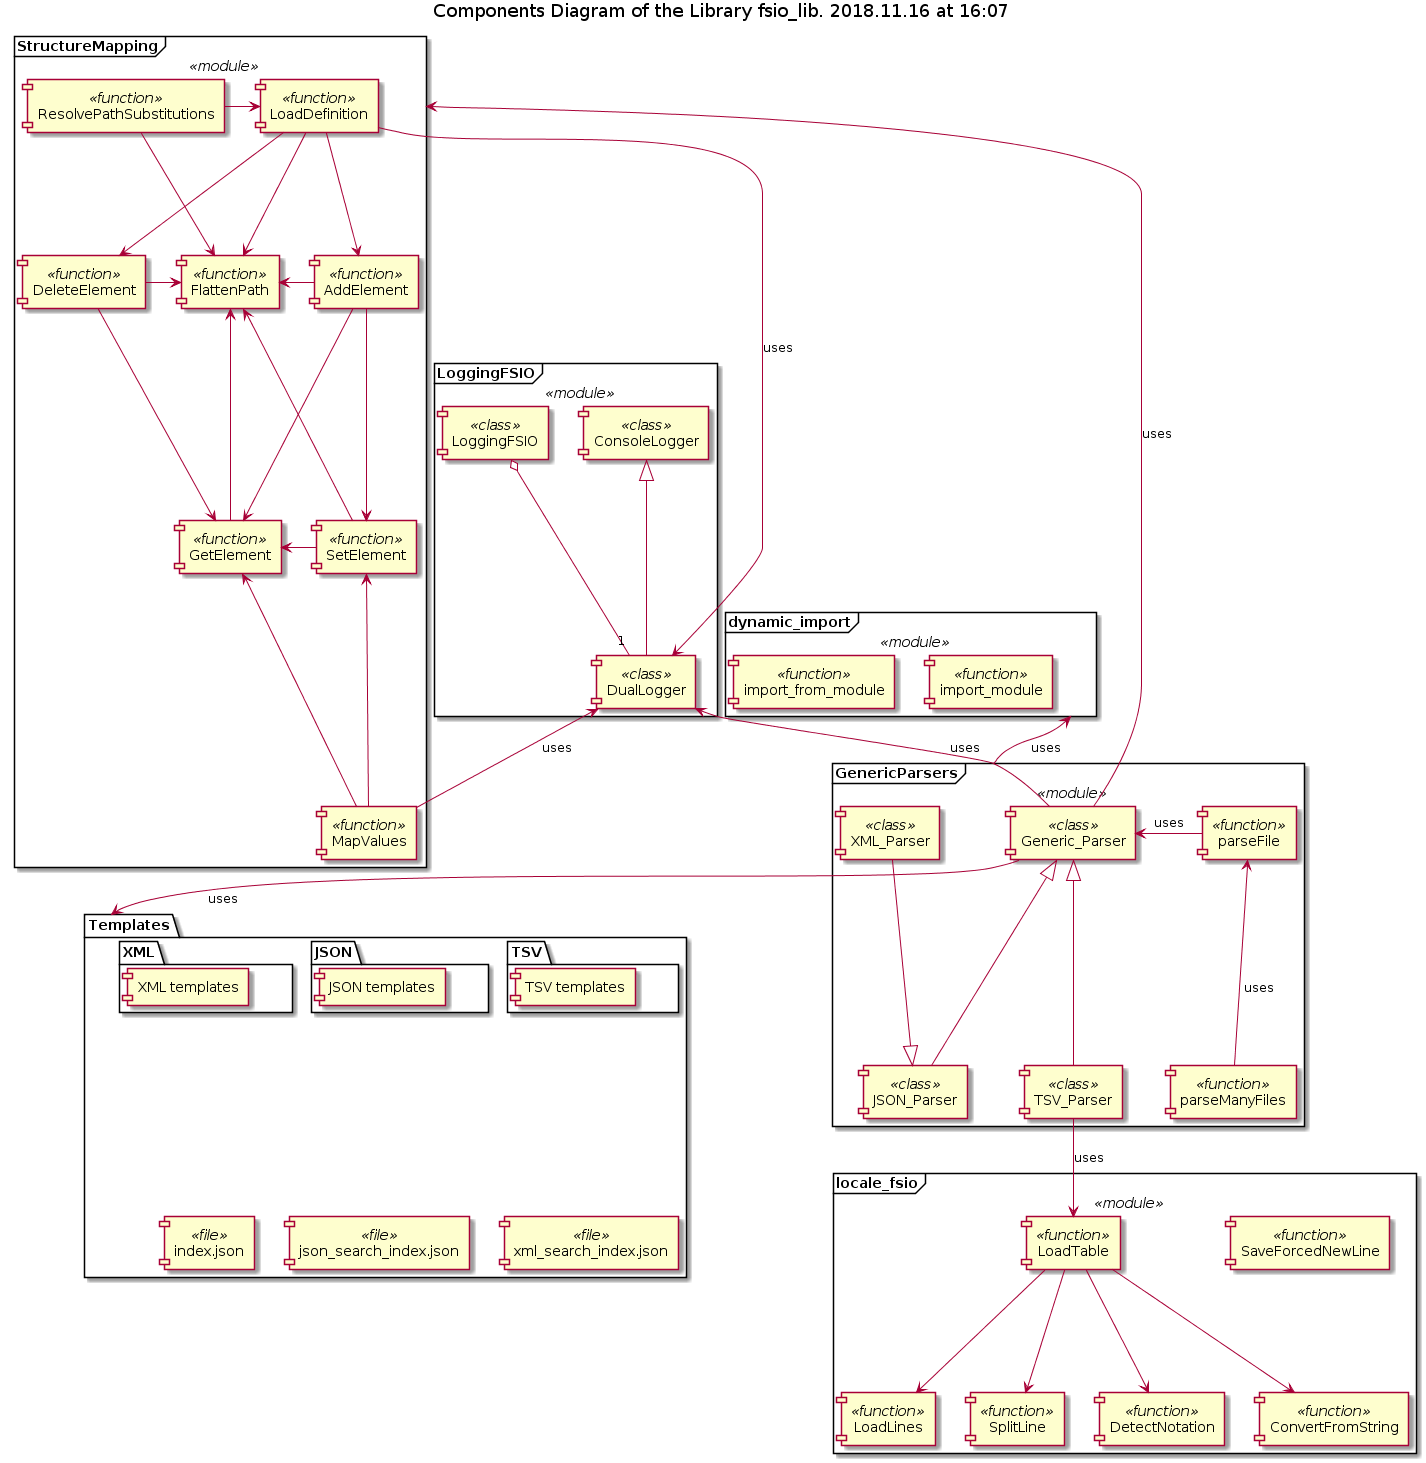 Components Diagram of the Library fsio_lib. 2018.11.16 at 16:07
StructureMapping
«module»
«function»
ResolvePathSubstitutions
«function»
LoadDefinition
«function»
DeleteElement
«function»
FlattenPath
«function»
AddElement
uses
uses
LoggingFSIO
«module»
«class»
LoggingFSIO
«class»
ConsoleLogger
«function»
GetElement
«function»
SetElement
dynamic_import
«module»
1
«class»
DualLogger
«function»
import_from_module
«function»
import_module
uses
uses
uses
GenericParsers
«module»
«function»
MapValues
«class»
XML_Parser
«class»
Generic_Parser
uses
«function»
parseFile
uses
Templates
XML
XML templates
JSON
JSON templates
TSV
TSV templates
uses
«class»
JSON_Parser
«class»
TSV_Parser
«function»
parseManyFiles
uses
locale_fsio
«module»
«file»
index.json
«file»
json_search_index.json
«file»
xml_search_index.json
«function»
LoadTable
«function»
SaveForcedNewLine
«function»
LoadLines
«function»
SplitLine
«function»
DetectNotation
«function»
ConvertFromString